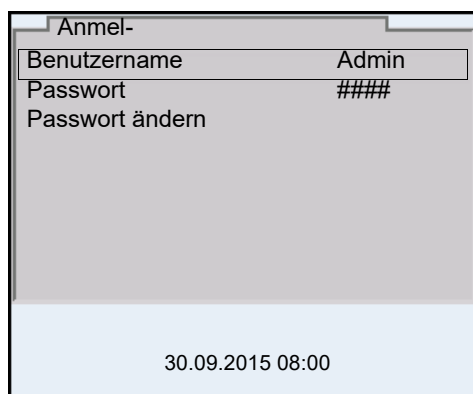 Anmel-
Benutzername Admin
Passwort ####
Passwort ändern
30.09.2015 08:00